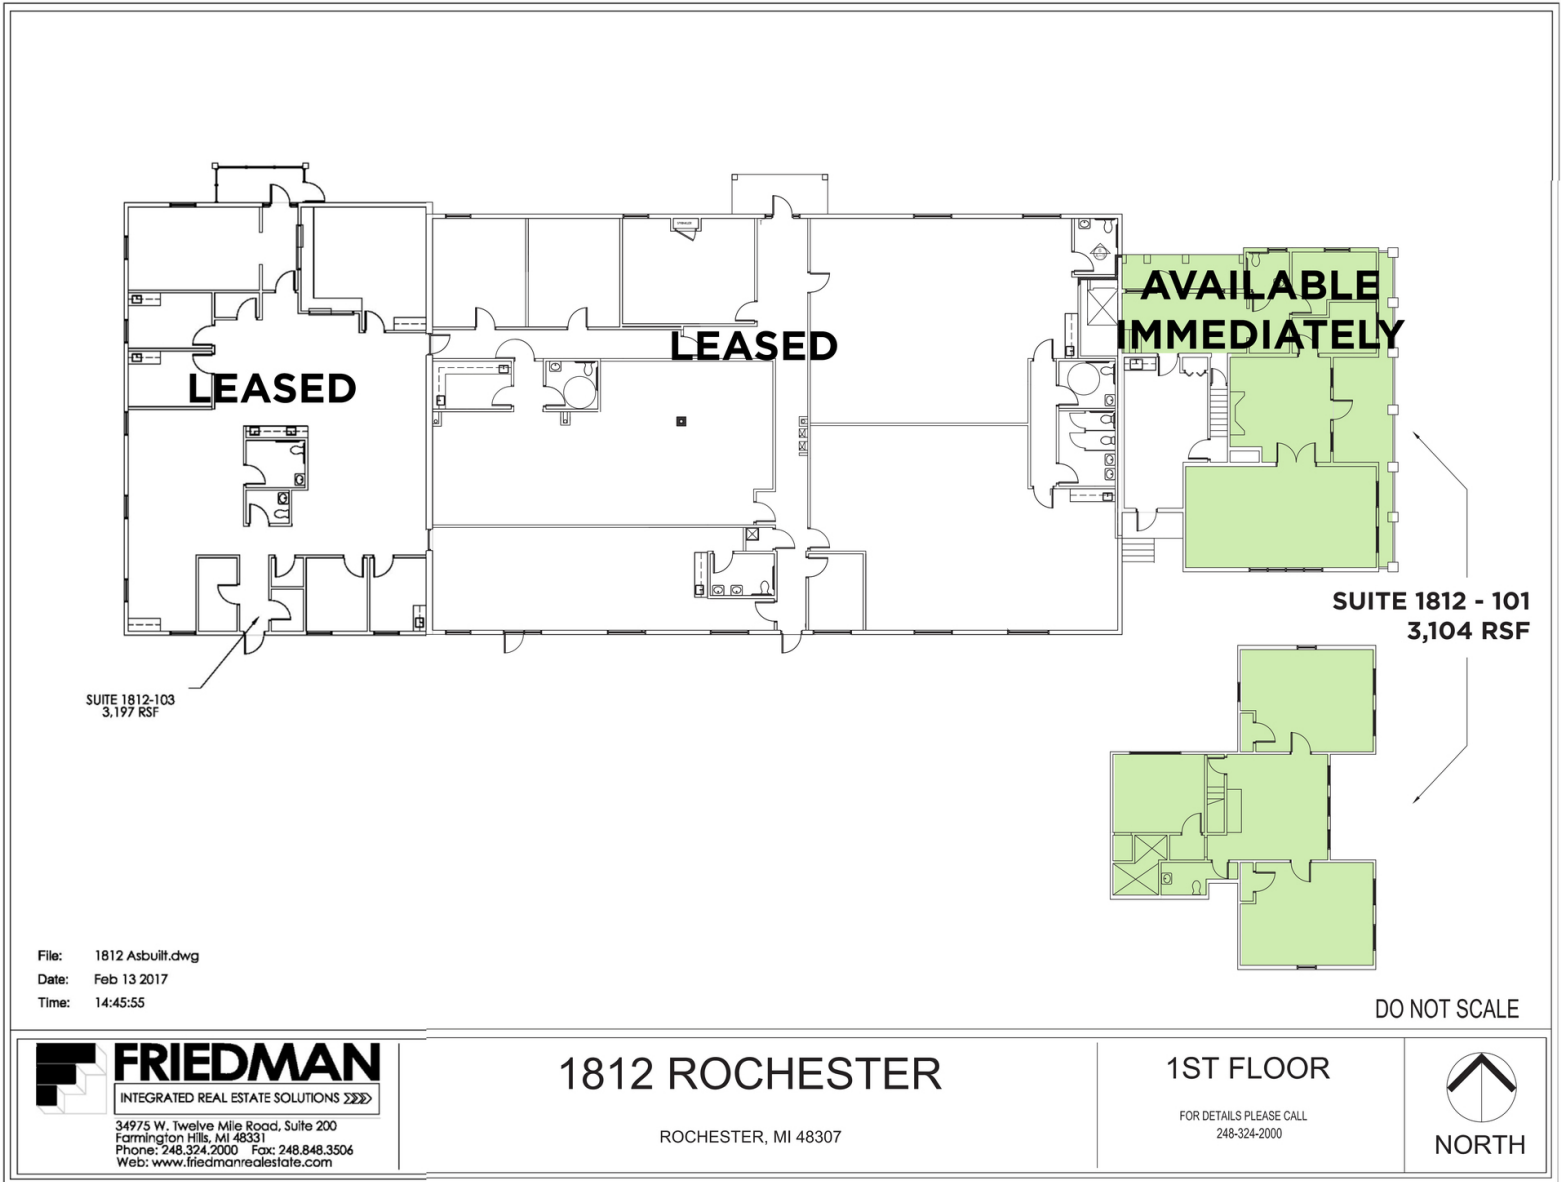 AVAILABLE
IMMEDIATELY
LEASED
LEASED
SUITE 1812 - 101
3,104 RSF
SUITE 1812-103
3,197 RSF
File: 1812 Asbuilt.dwg
Date: Feb 13 2017
Time: 14:45:55
DO NOT SCALE
FRIEDMAN
INTEGRATED REAL ESTATE SOLUTIONS
34975 W. Twelve Mile Road, Suite 200
Farmington Hills, MI 48331
Phone: 248.324.2000 Fax: 248.848.3506
Web: www.friedmanrealestate.com
1812 ROCHESTER
ROCHESTER, MI 48307
1ST FLOOR
FOR DETAILS PLEASE CALL
248-324-2000
NORTH